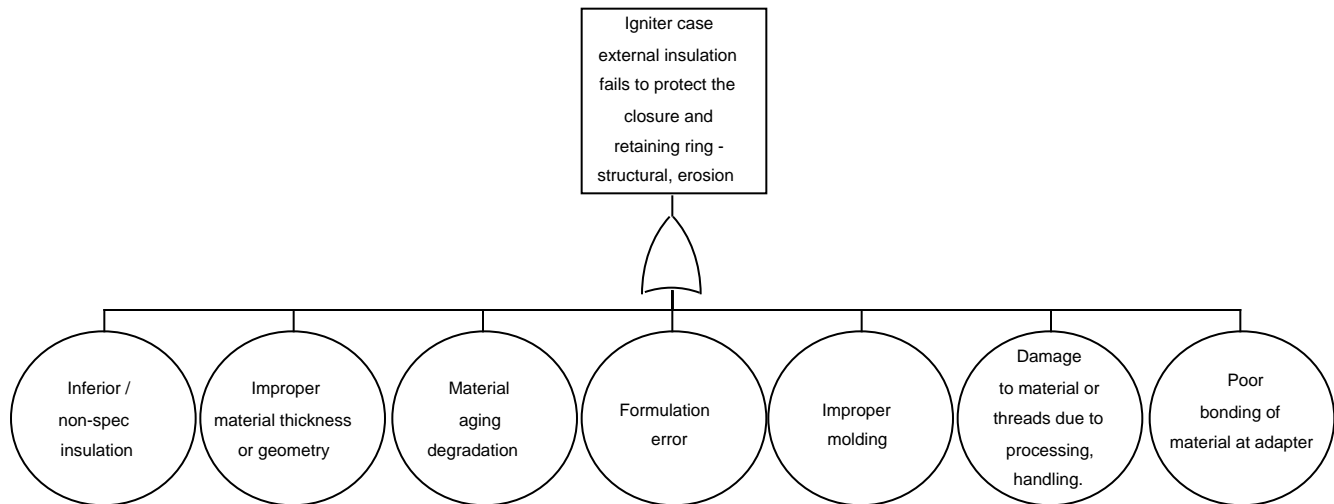 Igniter case
external insulation
fails to protect the
closure and
retaining ring -
structural, erosion
Inferior /
non-spec
insulation
Improper
material thickness
or geometry
Material
aging
degradation
Formulation
error
Improper
molding
Damage
to material or
threads due to
processing,
handling.
Poor
bonding of
material at adapter